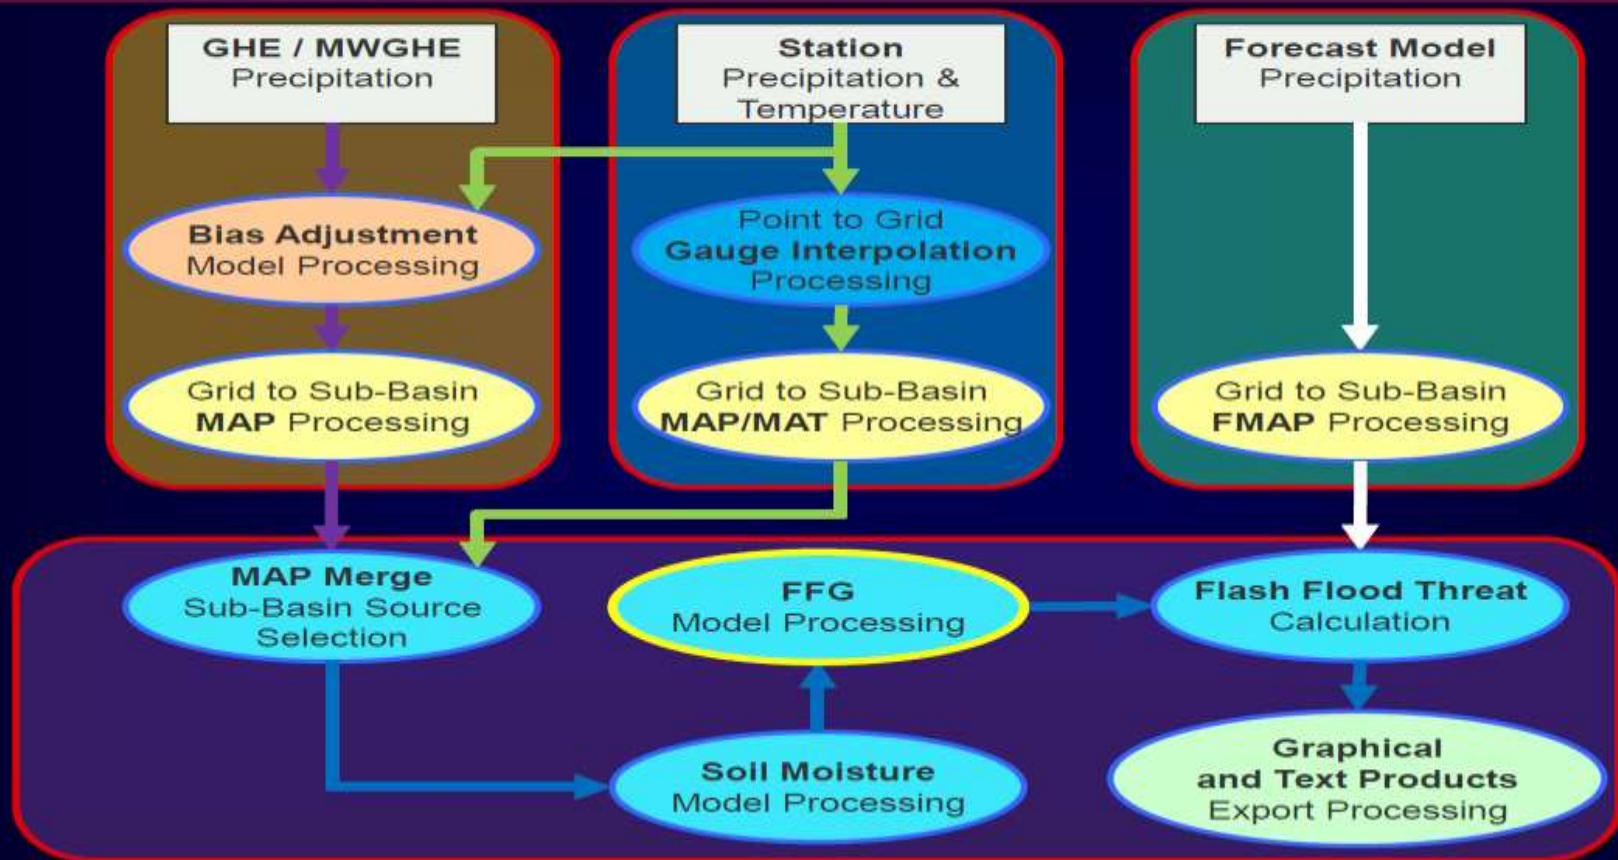 GHE / MWGHE
Precipitation
Station
Precipitation &
Temperature
Forecast Model
Precipitation
Bias Adjustment
Model Processing
Point to Grid
Gauge Interpolation
Processing
Grid to Sub-Basin
MAP Processing
Grid to Sub-Basin
MAP/MAT Processing
Grid to Sub-Basin
FMAP Processing
MAP Merge
Sub-Basin Source
Selection
FFG
Model Processing
Flash Flood Threat
Calculation
Soil Moisture
Model Processing
Graphical
and Text Products
Export Processing